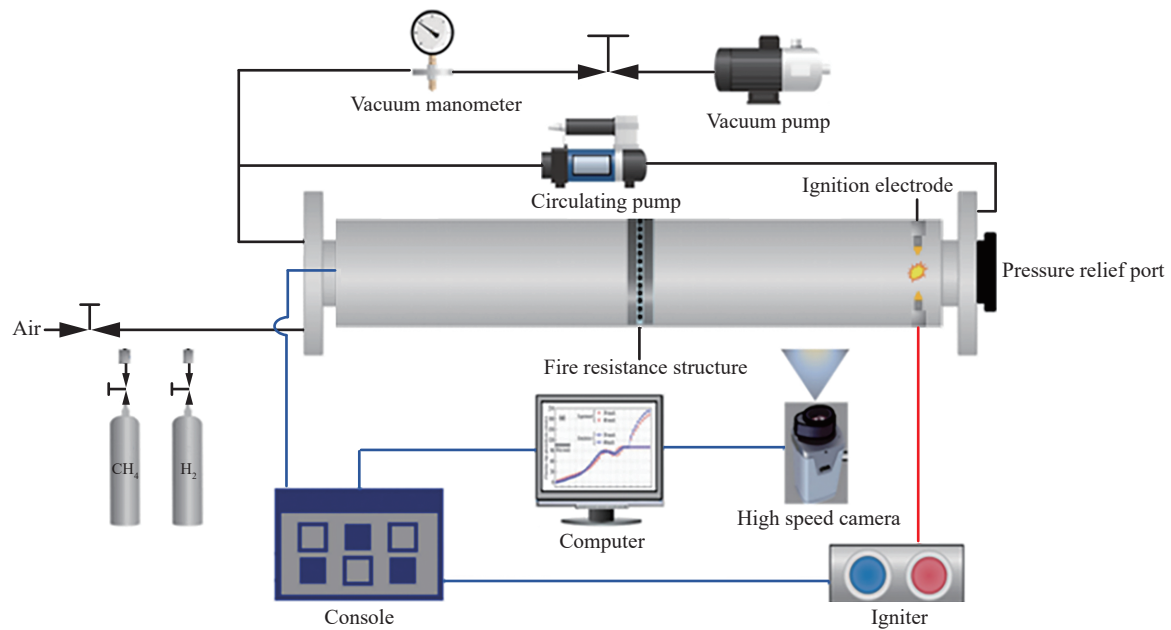 Vacuum manometer
Vacuum pump
Circulating pump
Ignition electrode
Pressure relief port
Air
Fire resistance structure
CH₄
H₂
High speed camera
Computer
Console
Igniter